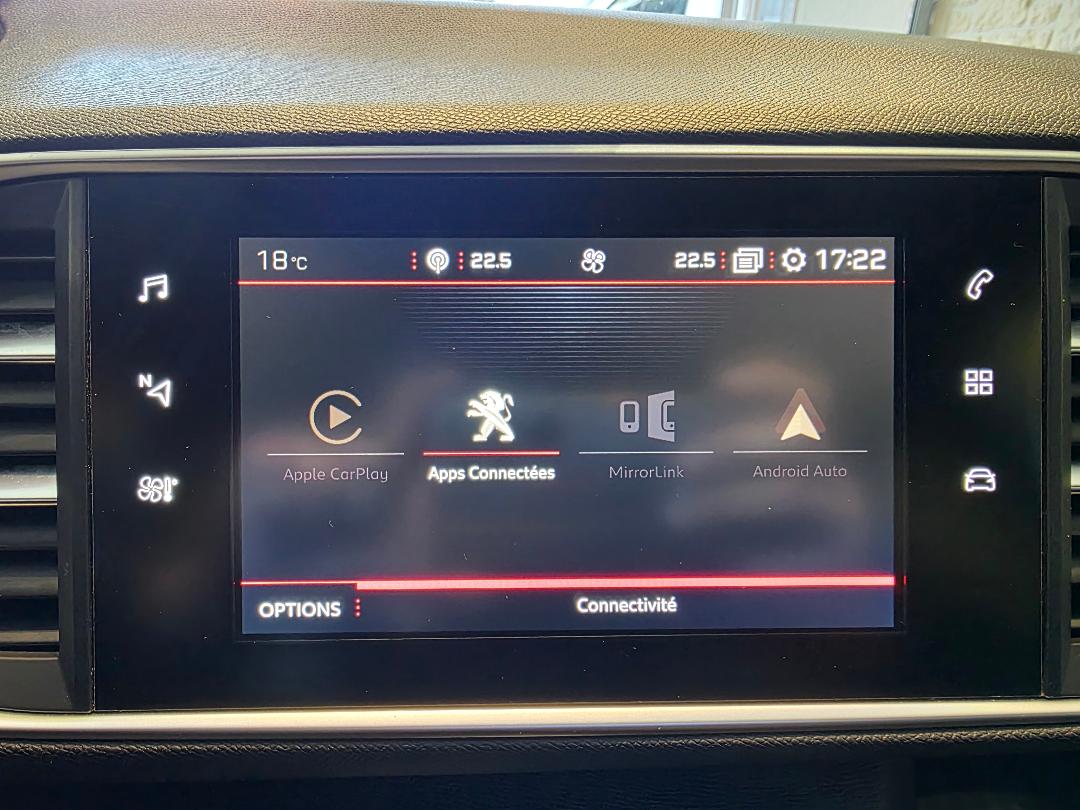 18°C 22.5 22.5 17:22
N
Apple CarPlay Apps Connectées MirrorLink Android Auto
OPTIONS Connectivité